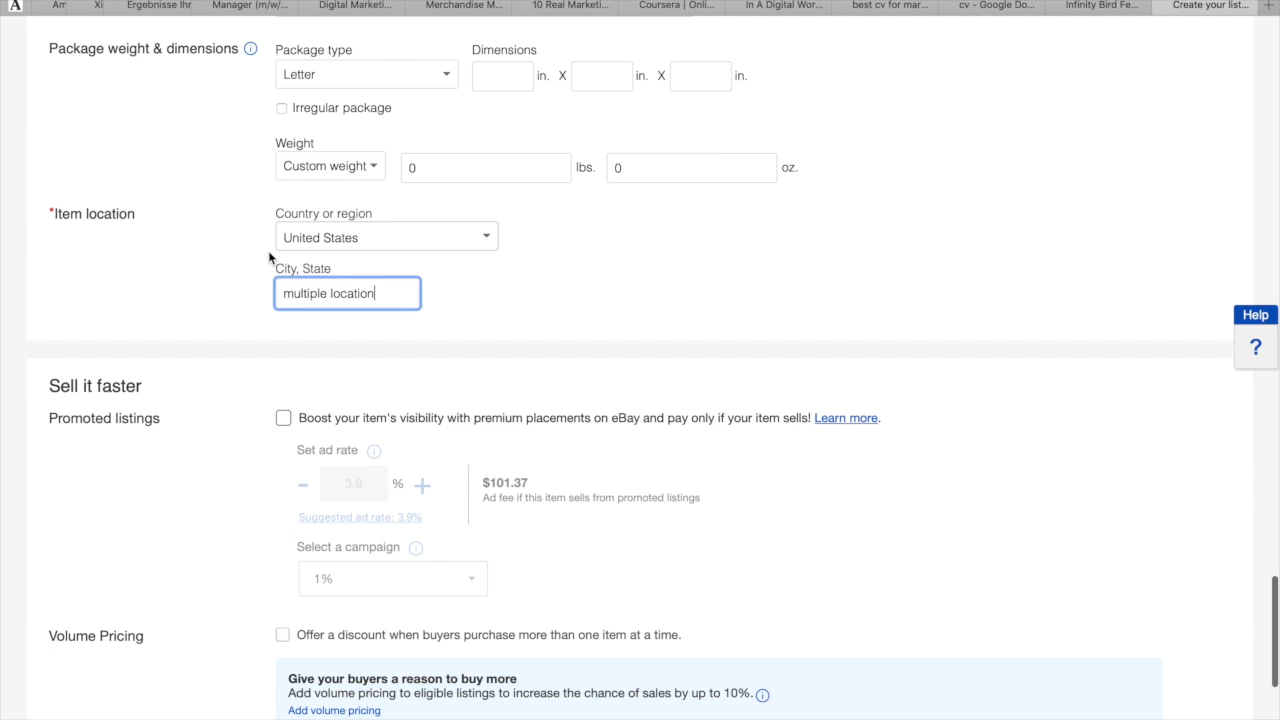 A
Am
Xi
Ergebnisse Ihr
Manager (m/w/...
Digital Marketi...
Merchandise M...
10 Real Marketi...
Coursera | Onli...
In A Digital Wor...
best cv for mar...
cv - Google Do...
Infinity Bird Fe...
Create your list...
Package weight & dimensions
Package type
Dimensions
Letter
in. X in. X in.
Irregular package
Weight
Custom weight
0 lbs. 0 oz.
*Item location
Country or region
United States
City, State
multiple location
Help
?
Sell it faster
Promoted listings
Boost your item's visibility with premium placements on eBay and pay only if your item sells! Learn more.
Set ad rate
- 3.9 % +
$101.37
Ad fee if this item sells from promoted listings
Suggested ad rate: 3.9%
Select a campaign
1%
Volume Pricing
Offer a discount when buyers purchase more than one item at a time.
Give your buyers a reason to buy more
Add volume pricing to eligible listings to increase the chance of sales by up to 10%.
Add volume pricing